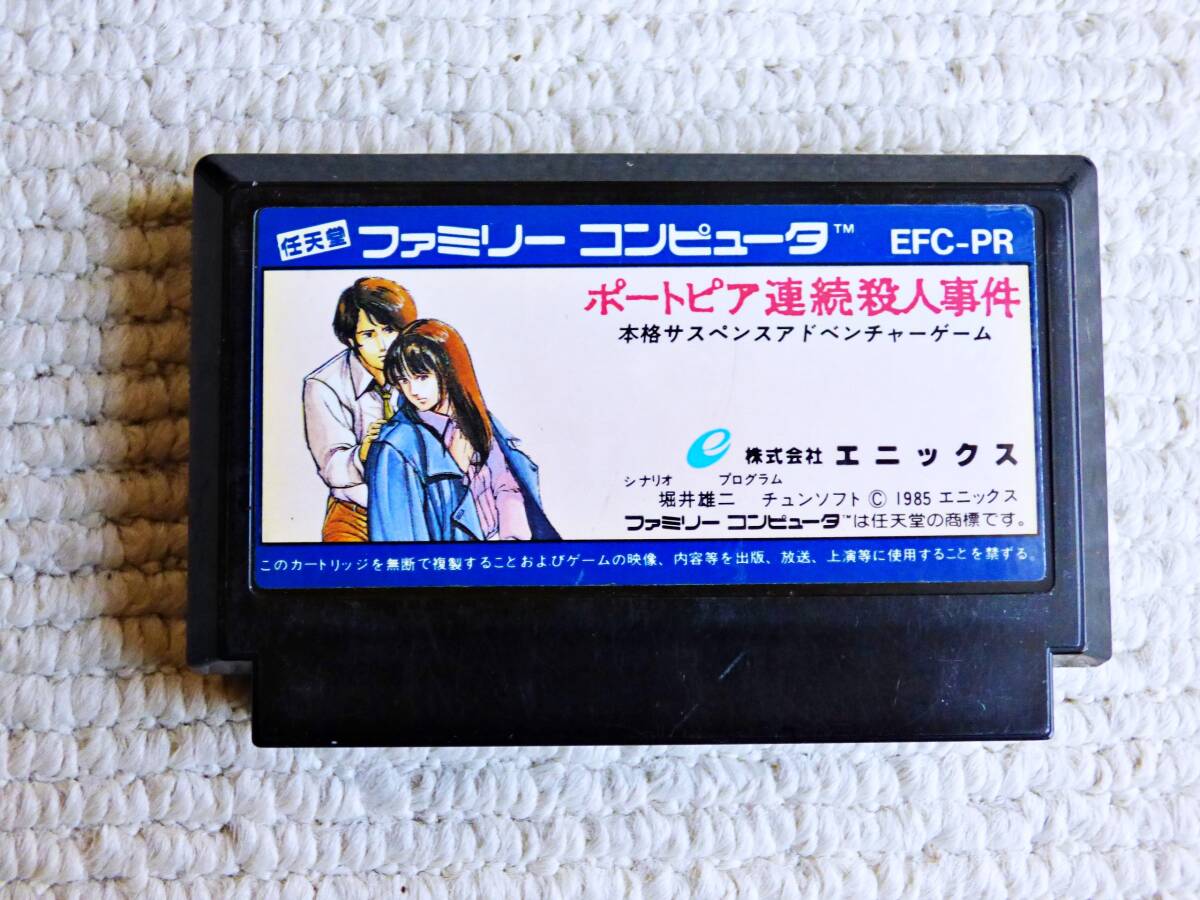 任天堂 ファミリー コンピュータ™ EFC-PR
ポートピア連続殺人事件
本格サスペンスアドベンチャーゲーム
e 株式会社 エニックス
シナリオ プログラム
堀井雄二 チュンソフト © 1985 エニックス
ファミリー コンピュータ™は任天堂の商標です。
このカートリッジを無断で複製することおよびゲームの映像、内容等を出版、放送、上演等に使用することを禁ずる。